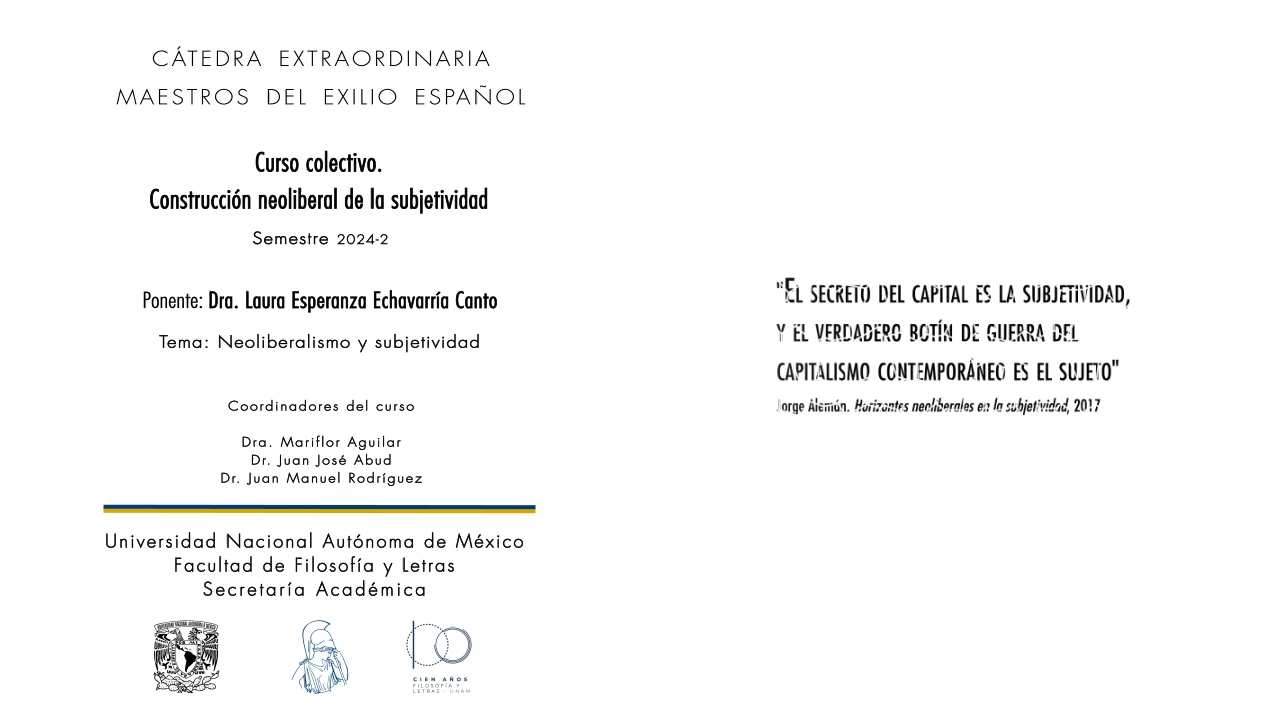 CÁTEDRA EXTRAORDINARIA
MAESTROS DEL EXILIO ESPAÑOL
Curso colectivo.
Construcción neoliberal de la subjetividad
Semestre 2024-2
Ponente: Dra. Laura Esperanza Echavarría Canto
Tema: Neoliberalismo y subjetividad
Coordinadores del curso
Dra. Mariflor Aguilar
Dr. Juan José Abud
Dr. Juan Manuel Rodríguez
Universidad Nacional Autónoma de México
Facultad de Filosofía y Letras
Secretaría Académica
CIEN AÑOS
FILOSOFÍA Y
LETRAS · UNAM
"EL SECRETO DEL CAPITAL ES LA SUBJETIVIDAD,
Y EL VERDADERO BOTÍN DE GUERRA DEL
CAPITALISMO CONTEMPORÁNEO ES EL SUJETO"
Jorge Alemán. Horizontes neoliberales en la subjetividad, 2017